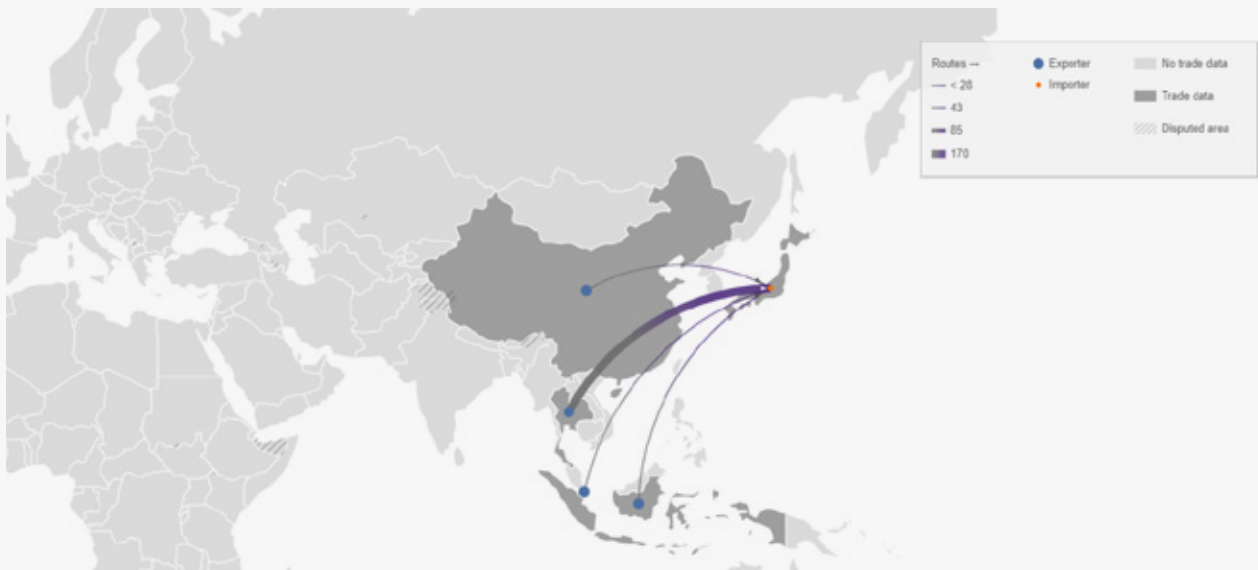 Routes —
< 28
43
85
170
Exporter
Importer
No trade data
Trade data
Disputed area